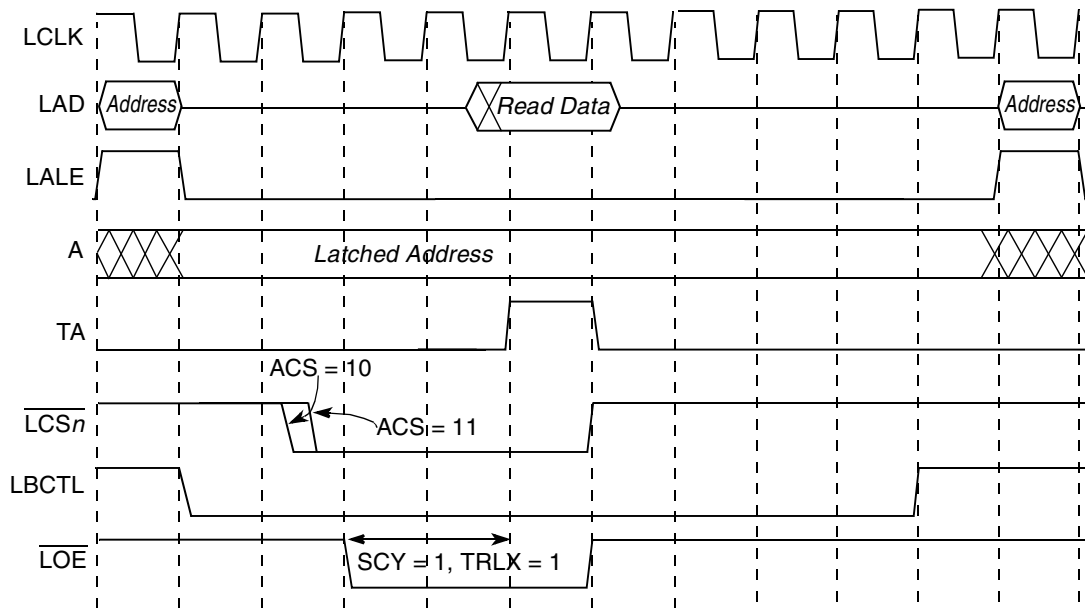 LCLK
LAD Address Read Data Address
LALE
A Latched Address
TA
ACS = 10
LCSn ACS = 11
LBCTL
LOE SCY = 1, TRLX = 1